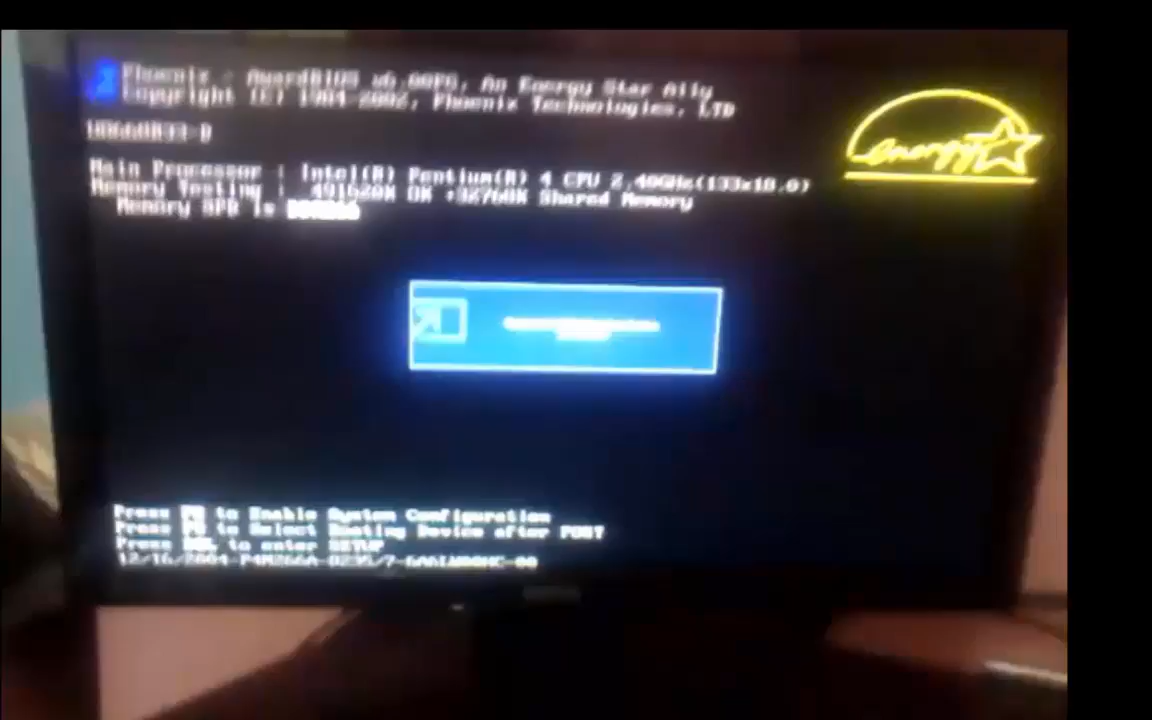 Phoenix - AwardBIOS v6.00PG, An Energy Star Ally
Copyright (C) 1984-2002, Phoenix Technologies, LTD
energy
Main Processor : Intel(R) Pentium(R) 4 CPU 2.40GHz(133x18.0)
Memory Testing : 491520K OK +32768K Shared Memory
Memory is
Press to Enable System Configuration
Press to Select Booting Device after POST
Press DEL to enter SETUP